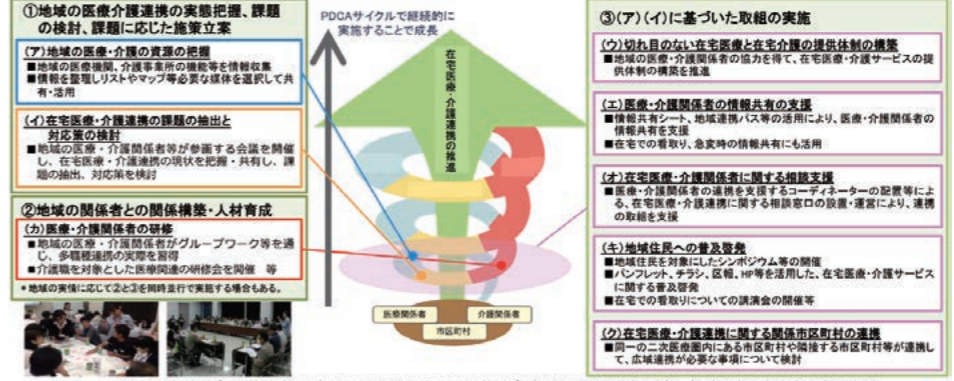 ①地域の医療介護連携の実態把握、課題
の検討、課題に応じた施策立案
(ア)地域の医療・介護の資源の把握
■地域の医療機関、介護事業所の機能等を情報収集
■情報を整理しリストやマップ等必要な媒体を選択して共
有・活用
(イ)在宅医療・介護連携の課題の抽出と
対応策の検討
■地域の医療・介護関係者等が参画する会議を開催
し、在宅医療・介護連携の現状を把握・共有し、課
題の抽出、対応策を検討
②地域の関係者との関係構築・人材育成
(カ)医療・介護関係者の研修
■地域の医療・介護関係者がグループワーク等を通
じ、多職種連携の実際を習得
■介護職を対象とした医療関連の研修会を開催 等
*地域の実情に応じて②と③を同時並行で実施する場合もある。
PDCAサイクルで継続的に
実施することで成長
在宅医療・介護連携の推進
医療関係者
介護関係者
市区町村
③(ア)(イ)に基づいた取組の実施
(ウ)切れ目のない在宅医療と在宅介護の提供体制の構築
■地域の医療・介護関係者の協力を得て、在宅医療・介護サービスの提
供体制の構築を推進
(エ)医療・介護関係者の情報共有の支援
■情報共有シート、地域連携パス等の活用により、医療・介護関係者の
情報共有を支援
■在宅での看取り、急変時の情報共有にも活用
(オ)在宅医療・介護関係者に関する相談支援
■医療・介護関係者の連携を支援するコーディネーターの配置等によ
る、在宅医療・介護連携に関する相談窓口の設置・運営により、連携
の取組を支援
(キ)地域住民への普及啓発
■地域住民を対象にしたシンポジウム等の開催
■パンフレット、チラシ、区報、HP等を活用した、在宅医療・介護サービス
に関する普及啓発
■在宅での看取りについての講演会の開催等
(ク)在宅医療・介護連携に関する関係市区町村の連携
■同一の二次医療圏内にある市区町村や隣接する市区町村等が連携し
て、広域連携が必要な事項について検討